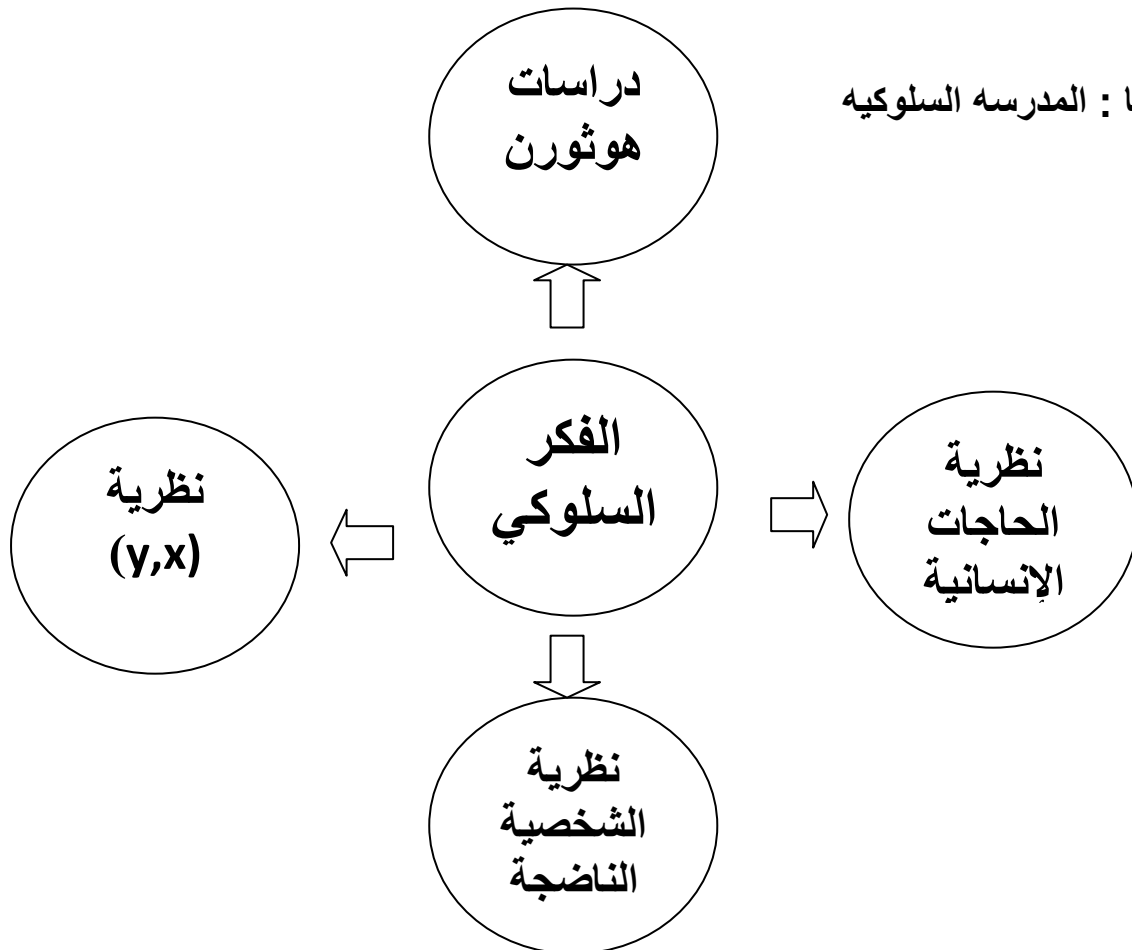 ا : المدرسه السلوكيه
دراسات
هوثورن
الفكر
السلوكي
نظرية
الحاجات
الإنسانية
نظرية
(y,x)
نظرية
الشخصية
الناضجة